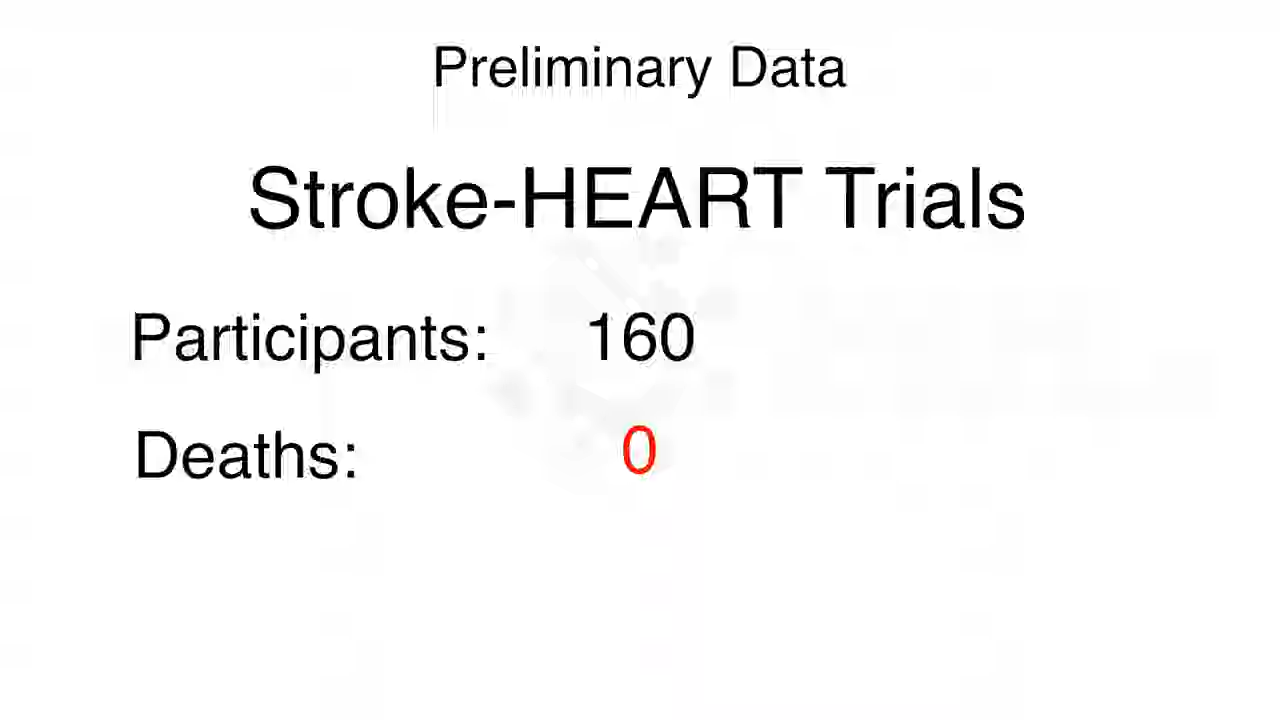 Preliminary Data
Stroke-HEART Trials
Participants: 160
Deaths: 0